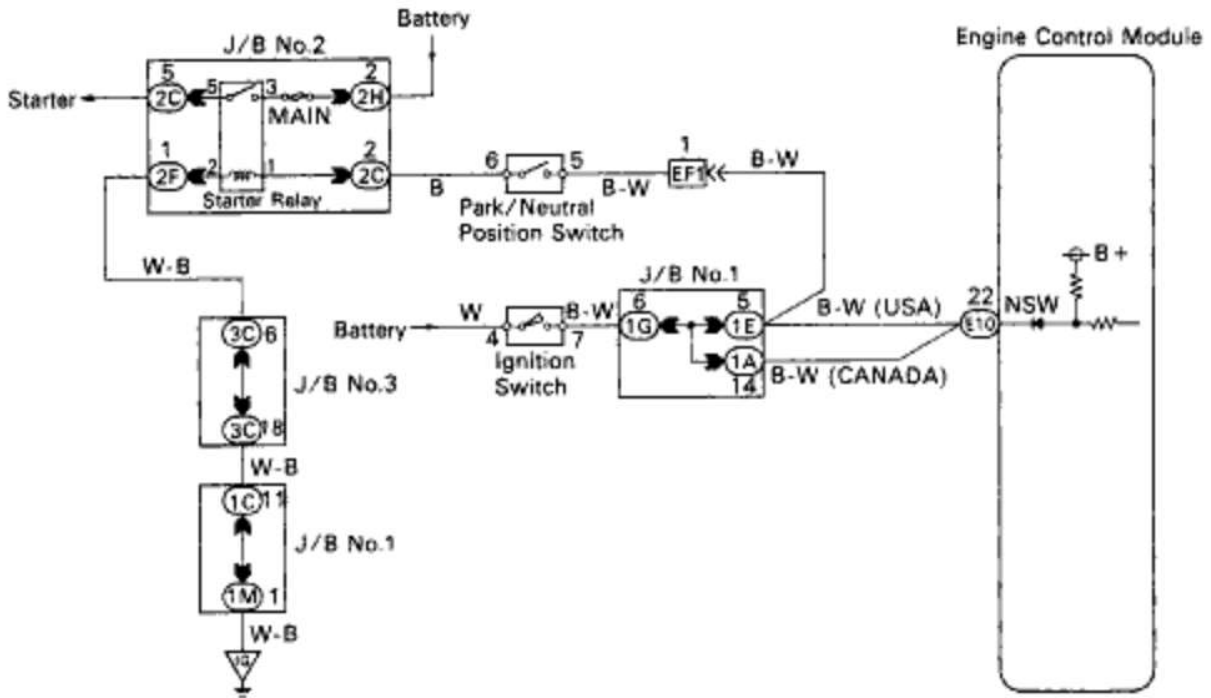 Battery
J/B No.2
Engine Control Module
5
2
Starter
2C
5
3
2H
MAIN
1
2
1
2F
2
1
2C
6
5
EF1
B-W
B
B-W
Starter Relay
Park/Neutral
Position Switch
W-B
J/B No.1
B+
6
5
22
NSW
3C
6
Battery
W
B-W
1G
1E
B-W (USA)
E10
4
7
J/B No.3
Ignition
Switch
1A
14
B-W (CANADA)
3C
18
W-B
1C
11
J/B No.1
1M
1
W-B
IG